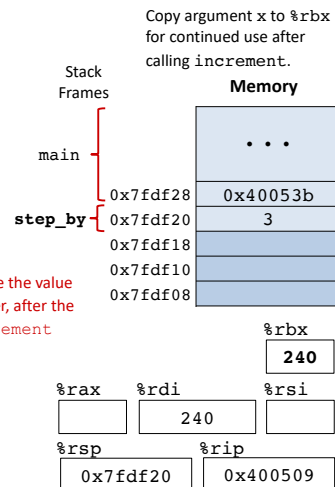 Copy argument x to %rbx
for continued use after
calling increment.
Stack
Frames
Memory
• • •
main
0x7fdf28
0x40053b
step_by
0x7fdf20
3
0x7fdf18
0x7fdf10
0x7fdf08
the value
after the
%rbx
240
%rax
%rdi
%rsi
240
%rsp
%rip
0x7fdf20
0x400509